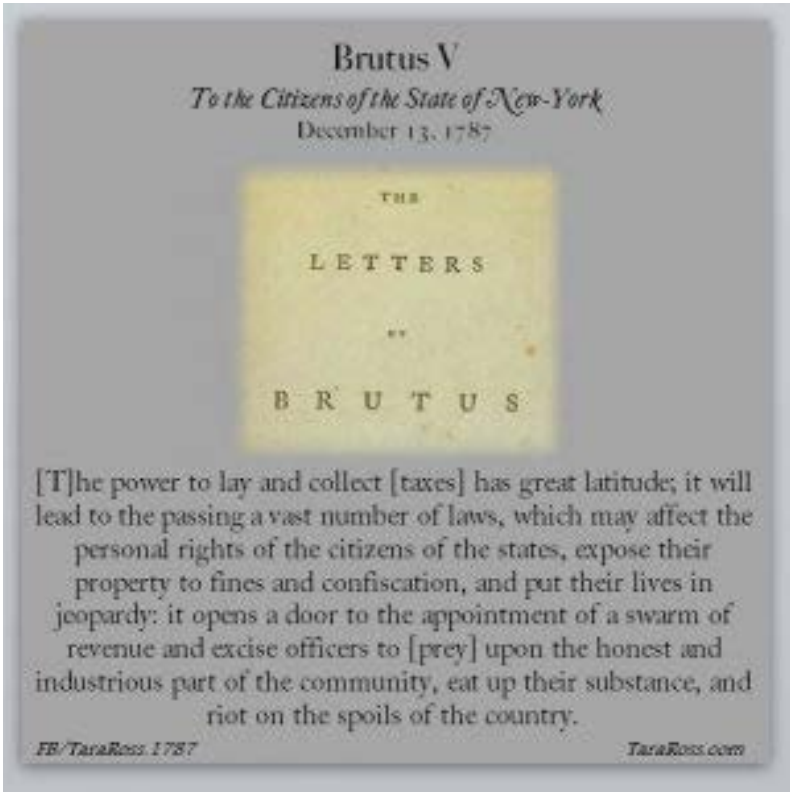 Brutus V
To the Citizens of the State of New-York
December 13, 1787
THE
LETTERS
OF
BRUTUS
[T]he power to lay and collect [taxes] has great latitude; it will
lead to the passing a vast number of laws, which may affect the
personal rights of the citizens of the states, expose their
property to fines and confiscation, and put their lives in
jeopardy: it opens a door to the appointment of a swarm of
revenue and excise officers to [prey] upon the honest and
industrious part of the community, eat up their substance, and
riot on the spoils of the country.
FB/TaraRoss.1787
TaraRoss.com